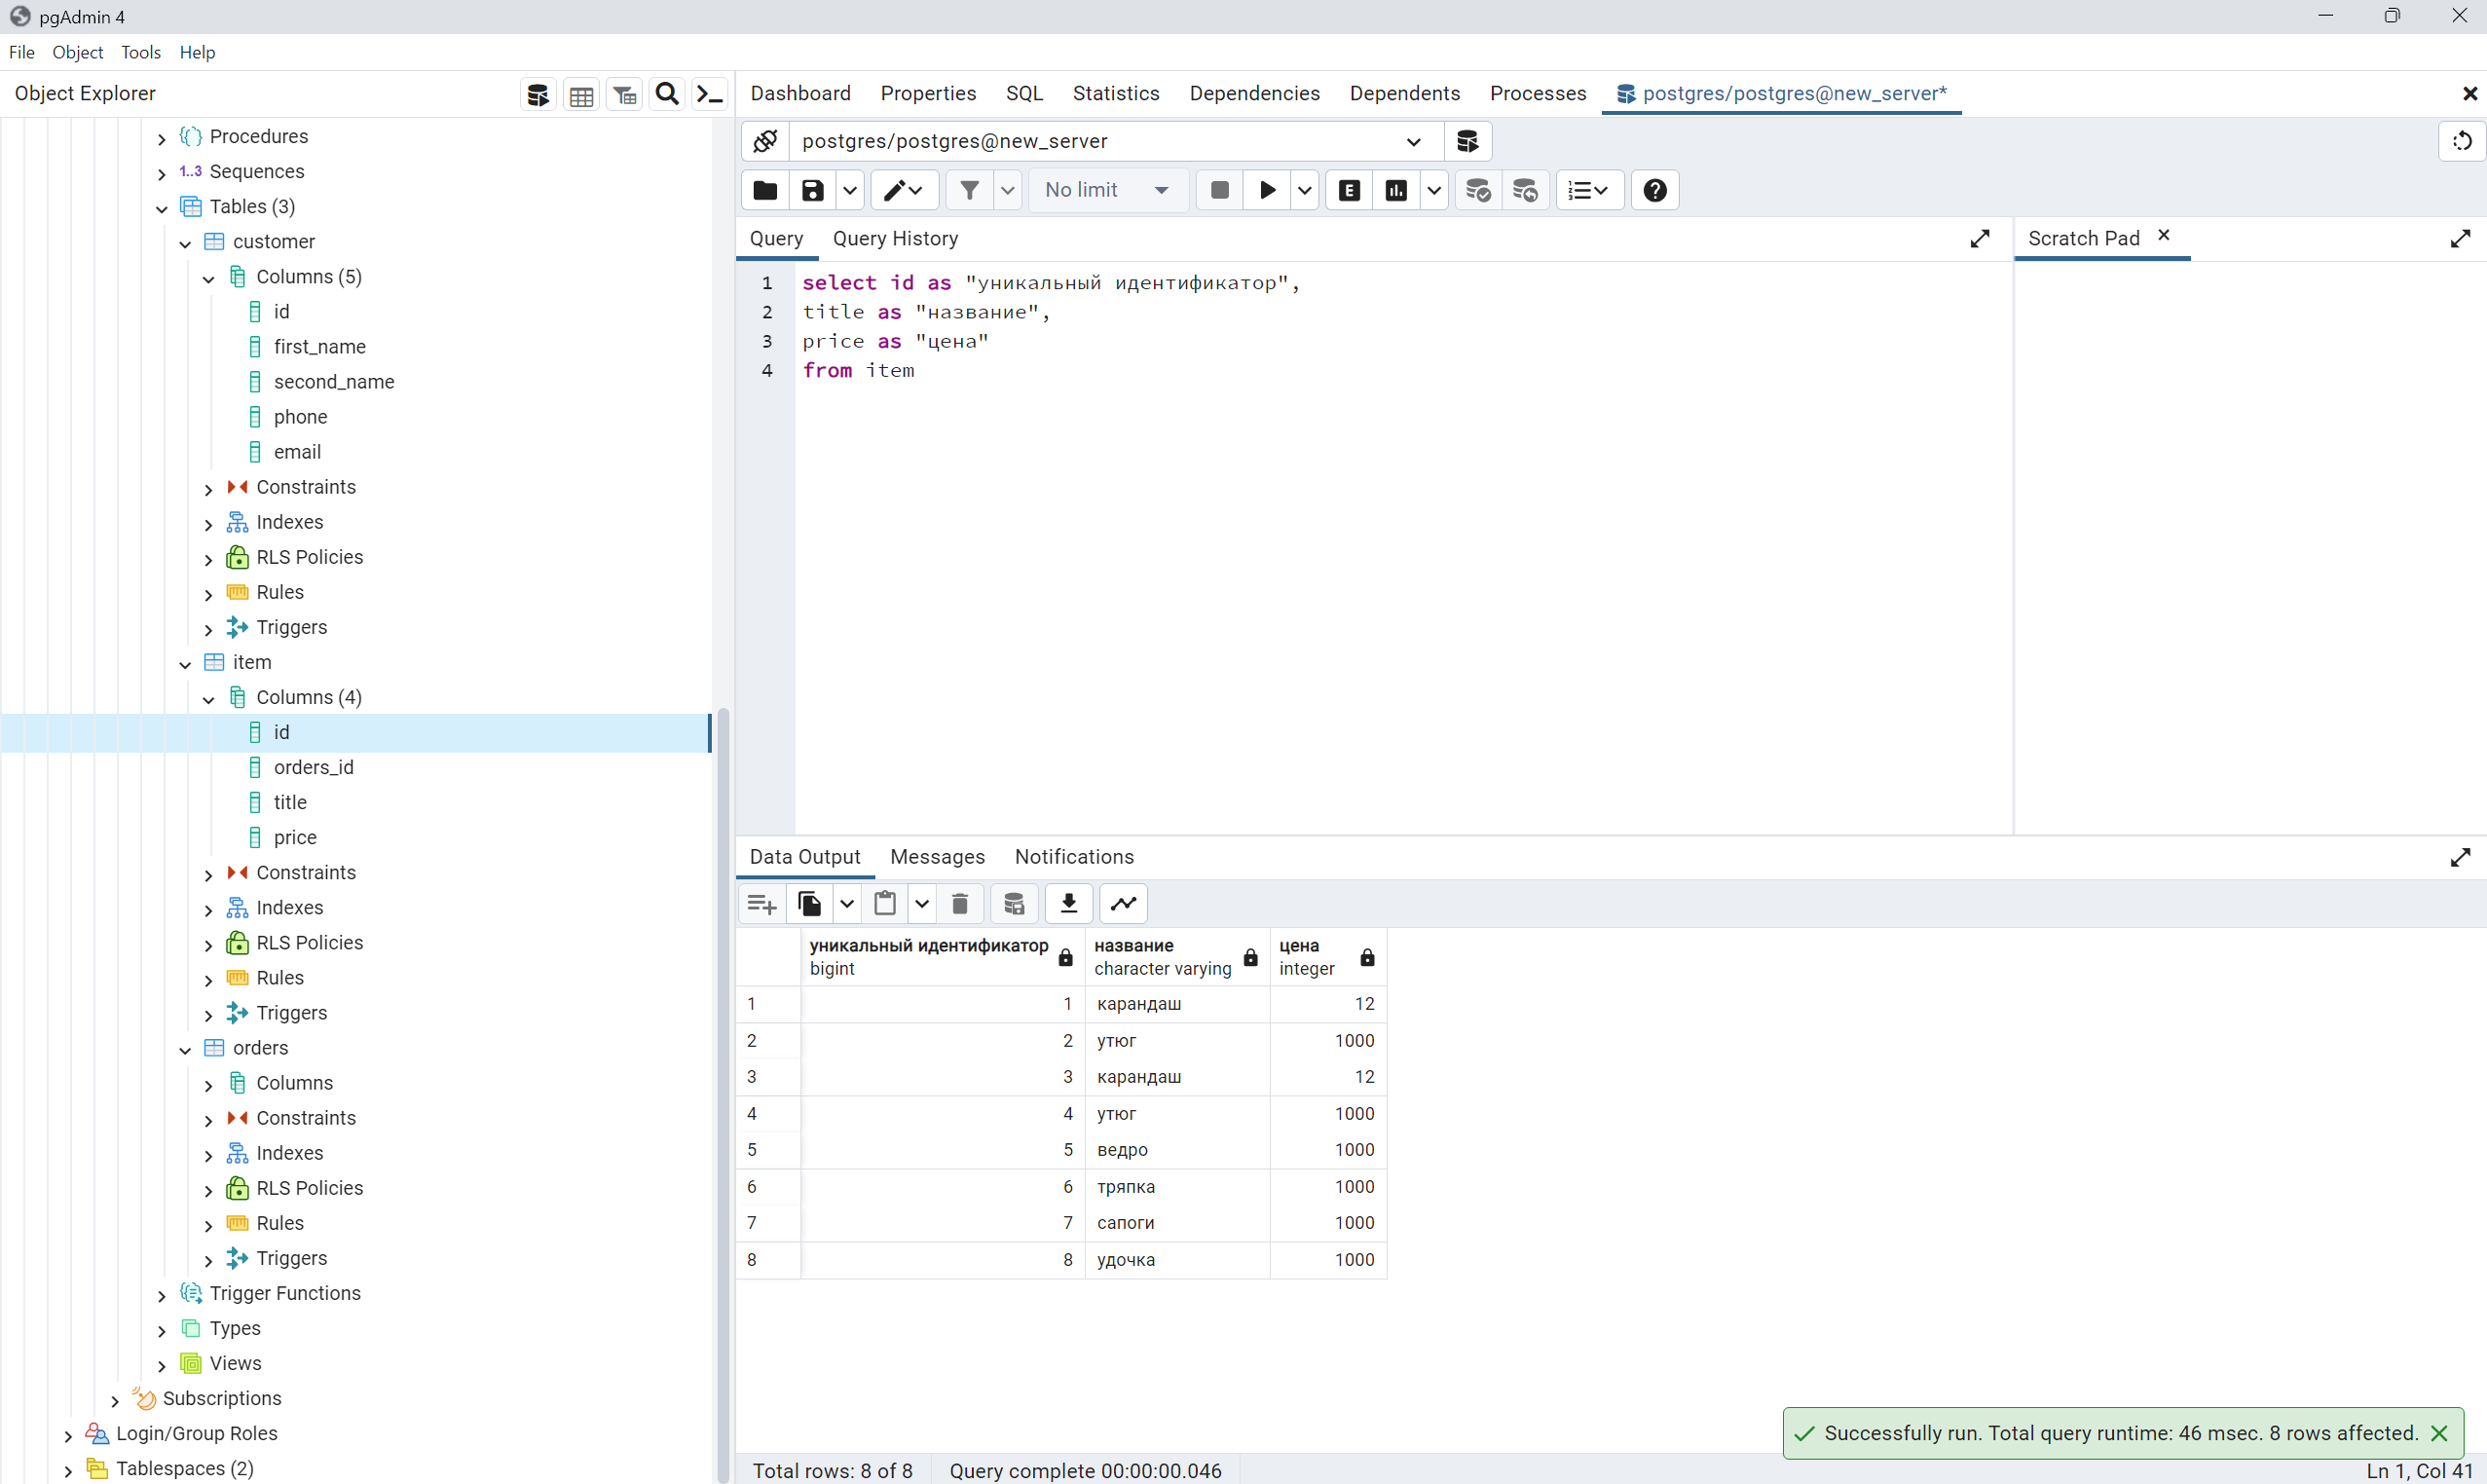 pgAdmin 4
File Object Tools Help
Object Explorer
Procedures
1..3 Sequences
Tables (3)
customer
Columns (5)
id
first_name
second_name
phone
email
Constraints
Indexes
RLS Policies
Rules
Triggers
item
Columns (4)
id
orders_id
title
price
Constraints
Indexes
RLS Policies
Rules
Triggers
orders
Columns
Constraints
Indexes
RLS Policies
Rules
Triggers
Trigger Functions
Types
Views
Subscriptions
Login/Group Roles
Tablespaces (2)
Dashboard Properties SQL Statistics Dependencies Dependents Processes postgres/postgres@new_server*
postgres/postgres@new_server
No limit E
Query Query History
Scratch Pad
1 select id as "уникальный идентификатор",
2 title as "название",
3 price as "цена"
4 from item
Data Output Messages Notifications
уникальный идентификатор название цена
bigint character varying integer
1 1 карандаш 12
2 2 утюг 1000
3 3 карандаш 12
4 4 утюг 1000
5 5 ведро 1000
6 6 тряпка 1000
7 7 сапоги 1000
8 8 удочка 1000
Successfully run. Total query runtime: 46 msec. 8 rows affected.
Total rows: 8 of 8 Query complete 00:00:00.046 Ln 1, Col 41